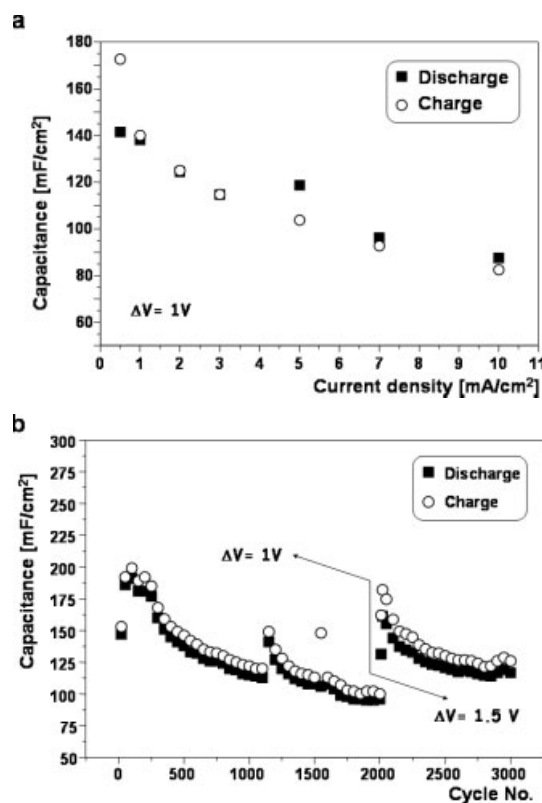 a
180
160
140
120
100
80
60
Capacitance [mF/cm²]
Discharge
Charge
ΔV= 1V
0 1 2 3 4 5 6 7 8 9 10 11
Current density [mA/cm²]
b
300
275
250
225
200
175
150
125
100
75
50
Capacitance [mF/cm²]
Discharge
Charge
ΔV= 1V
ΔV= 1.5 V
0 500 1000 1500 2000 2500 3000
Cycle No.